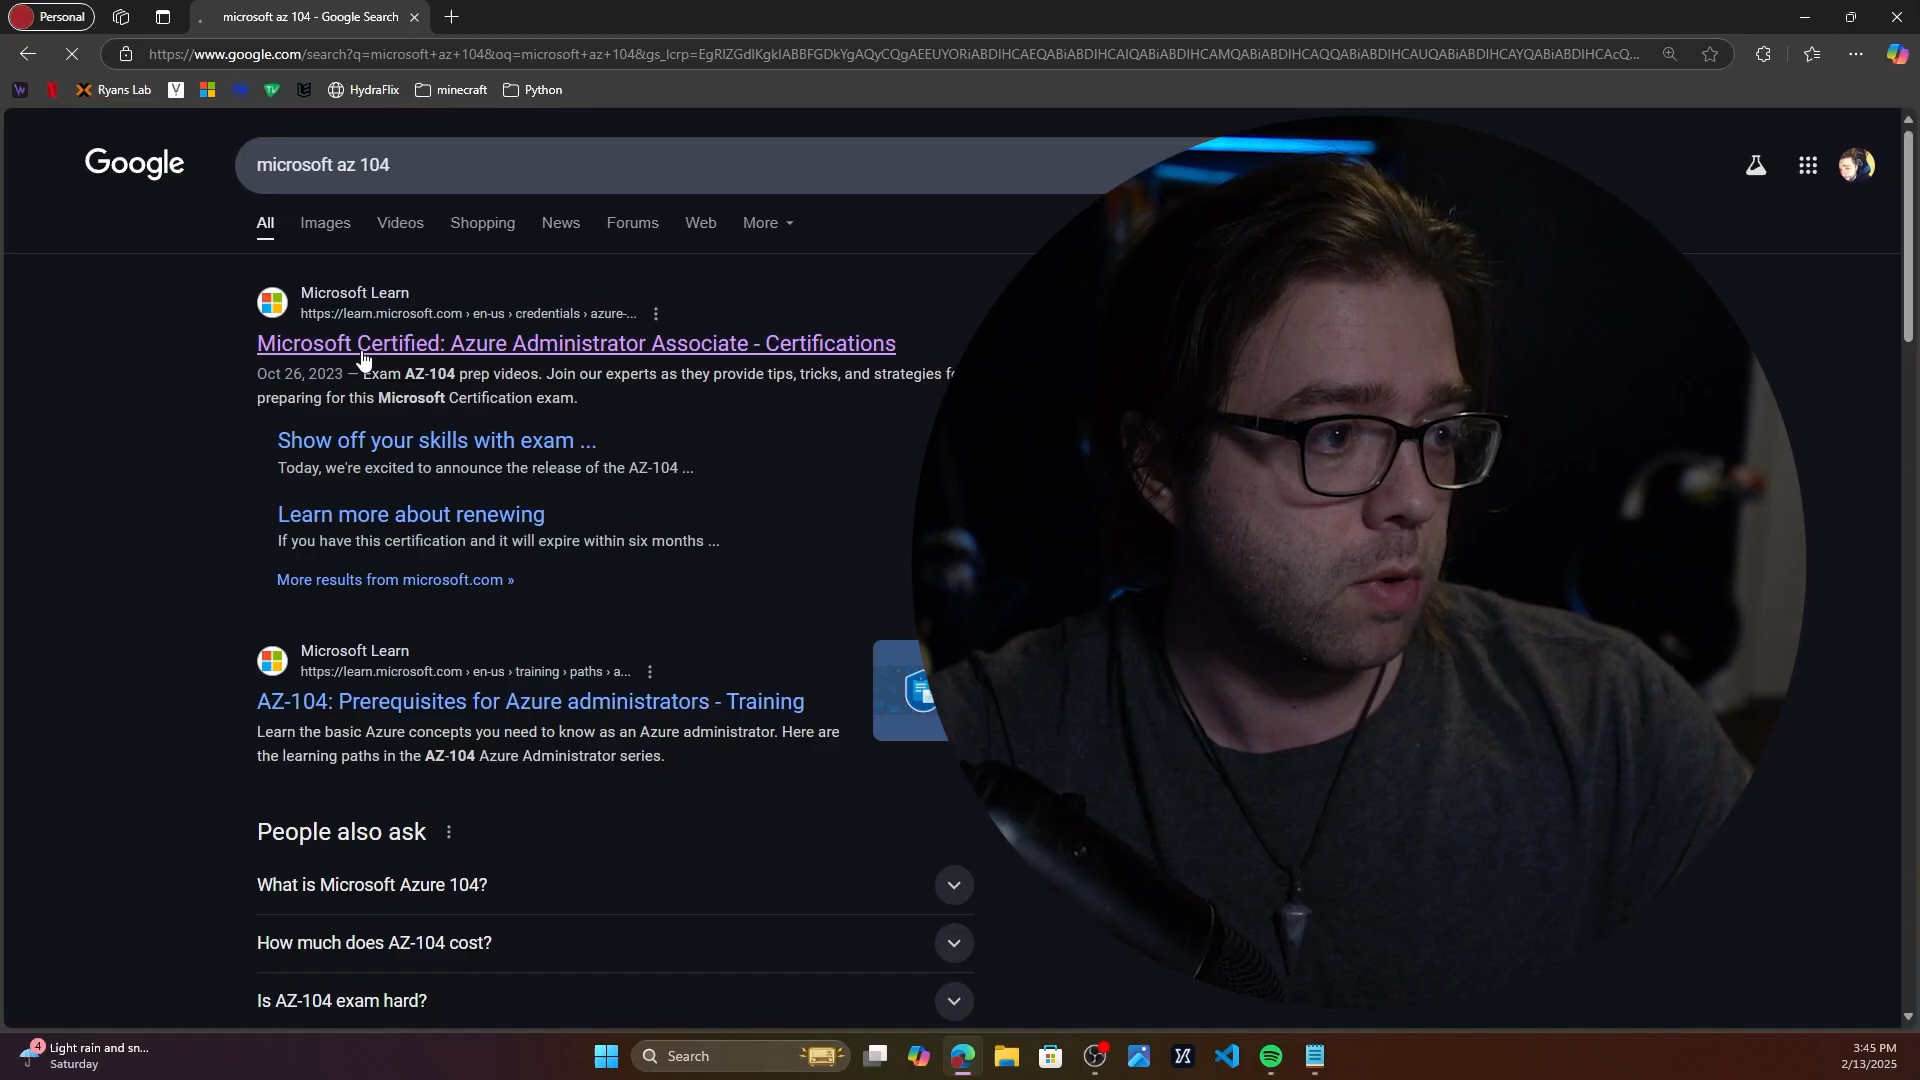 Personal
microsoft az 104 - Google Search
https://www.google.com/search?q=microsoft+az+104&oq=microsoft+az+104&gs_lcrp=EgRlZGdlKgkIABBFGDkYgAQyCQgAEEUYORiABDIHCAEQABiABDIHCAIQABiABDIHCAMQABiABDIHCAQQABiABDIHCAUQABiABDIHCAYQABiABDIHCAcQ...
Ryans Lab
HydraFlix
minecraft
Python
Google
microsoft az 104
All Images Videos Shopping News Forums Web More
Microsoft Learn
https://learn.microsoft.com › en-us › credentials › azure-...
Microsoft Certified: Azure Administrator Associate - Certifications
Oct 26, 2023 — Exam AZ-104 prep videos. Join our experts as they provide tips, tricks, and strategies
preparing for this Microsoft Certification exam.
Show off your skills with exam ...
Today, we're excited to announce the release of the AZ-104 ...
Learn more about renewing
If you have this certification and it will expire within six months ...
More results from microsoft.com »
Microsoft Learn
https://learn.microsoft.com › en-us › training › paths › a...
AZ-104: Prerequisites for Azure administrators - Training
Learn the basic Azure concepts you need to know as an Azure administrator. Here are
the learning paths in the AZ-104 Azure Administrator series.
People also ask
What is Microsoft Azure 104?
How much does AZ-104 cost?
Is AZ-104 exam hard?
4
Light rain and sn...
Saturday
Search
3:45 PM
2/13/2025